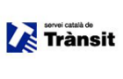 servei català de
Trànsit